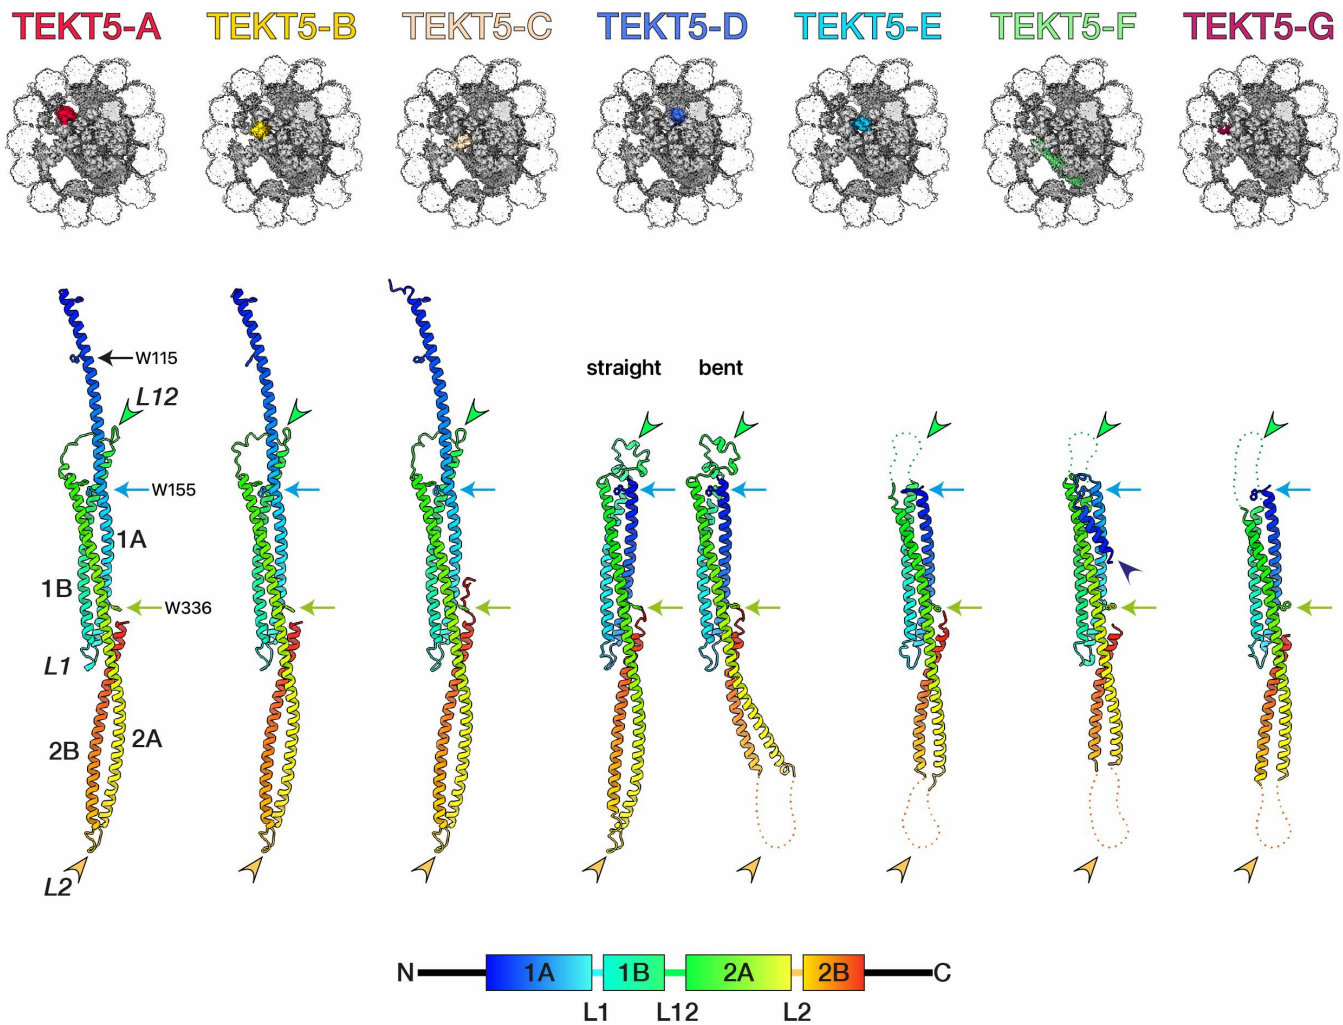 TEKT5-A TEKT5-B TEKT5-C TEKT5-D TEKT5-E TEKT5-F TEKT5-G
W115
straight bent
L12
W155
1A
1B
W336
L1
2A
2B
L2
N 1A 1B 2A 2B C
L1 L12 L2